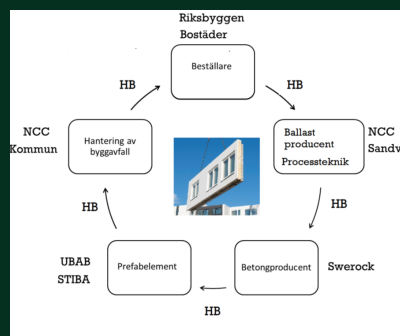 Riksbyggen
Bostäder
Beställare
HB
HB
NCC
Kommun
Hantering av
byggavfall
Ballast
producent
Processteknik
NCC
Sandv
HB
HB
UBAB
STIBA
Prefabelement
Betongproducent
Swerock
HB